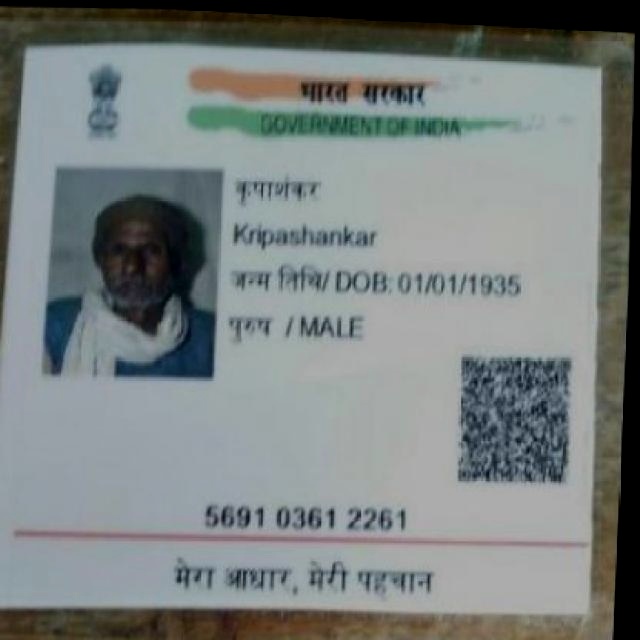 भारत सरकार
GOVERNMENT OF INDIA
कृपाशंकर
Kripashankar
जन्म तिथि/ DOB: 01/01/1935
पुरुष / MALE
5691 0361 2261
मेरा आधार, मेरी पहचान